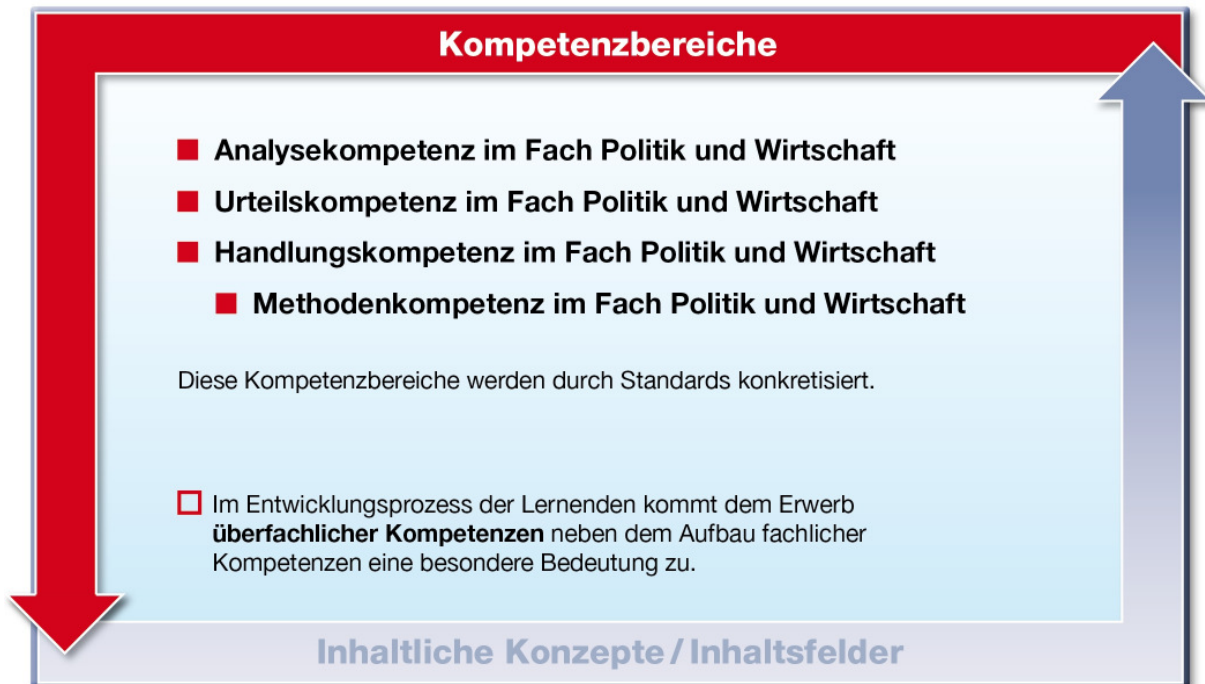 Kompetenzbereiche
Analysekompetenz im Fach Politik und Wirtschaft
Urteilskompetenz im Fach Politik und Wirtschaft
Handlungskompetenz im Fach Politik und Wirtschaft
Methodenkompetenz im Fach Politik und Wirtschaft
Diese Kompetenzbereiche werden durch Standards konkretisiert.
Im Entwicklungsprozess der Lernenden kommt dem Erwerb
überfachlicher Kompetenzen neben dem Aufbau fachlicher
Kompetenzen eine besondere Bedeutung zu.
Inhaltliche Konzepte / Inhaltsfelder